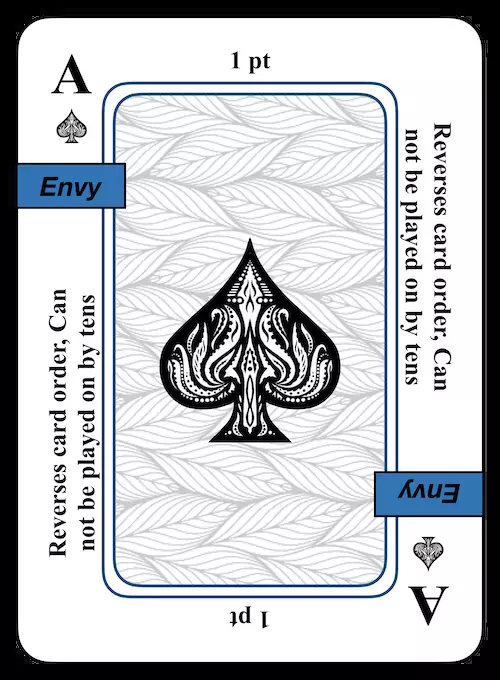 A
1 pt
Envy
Reverses card order, Can
not be played on by tens
Reverses card order, Can
not be played on by tens
Envy
A
1 pt